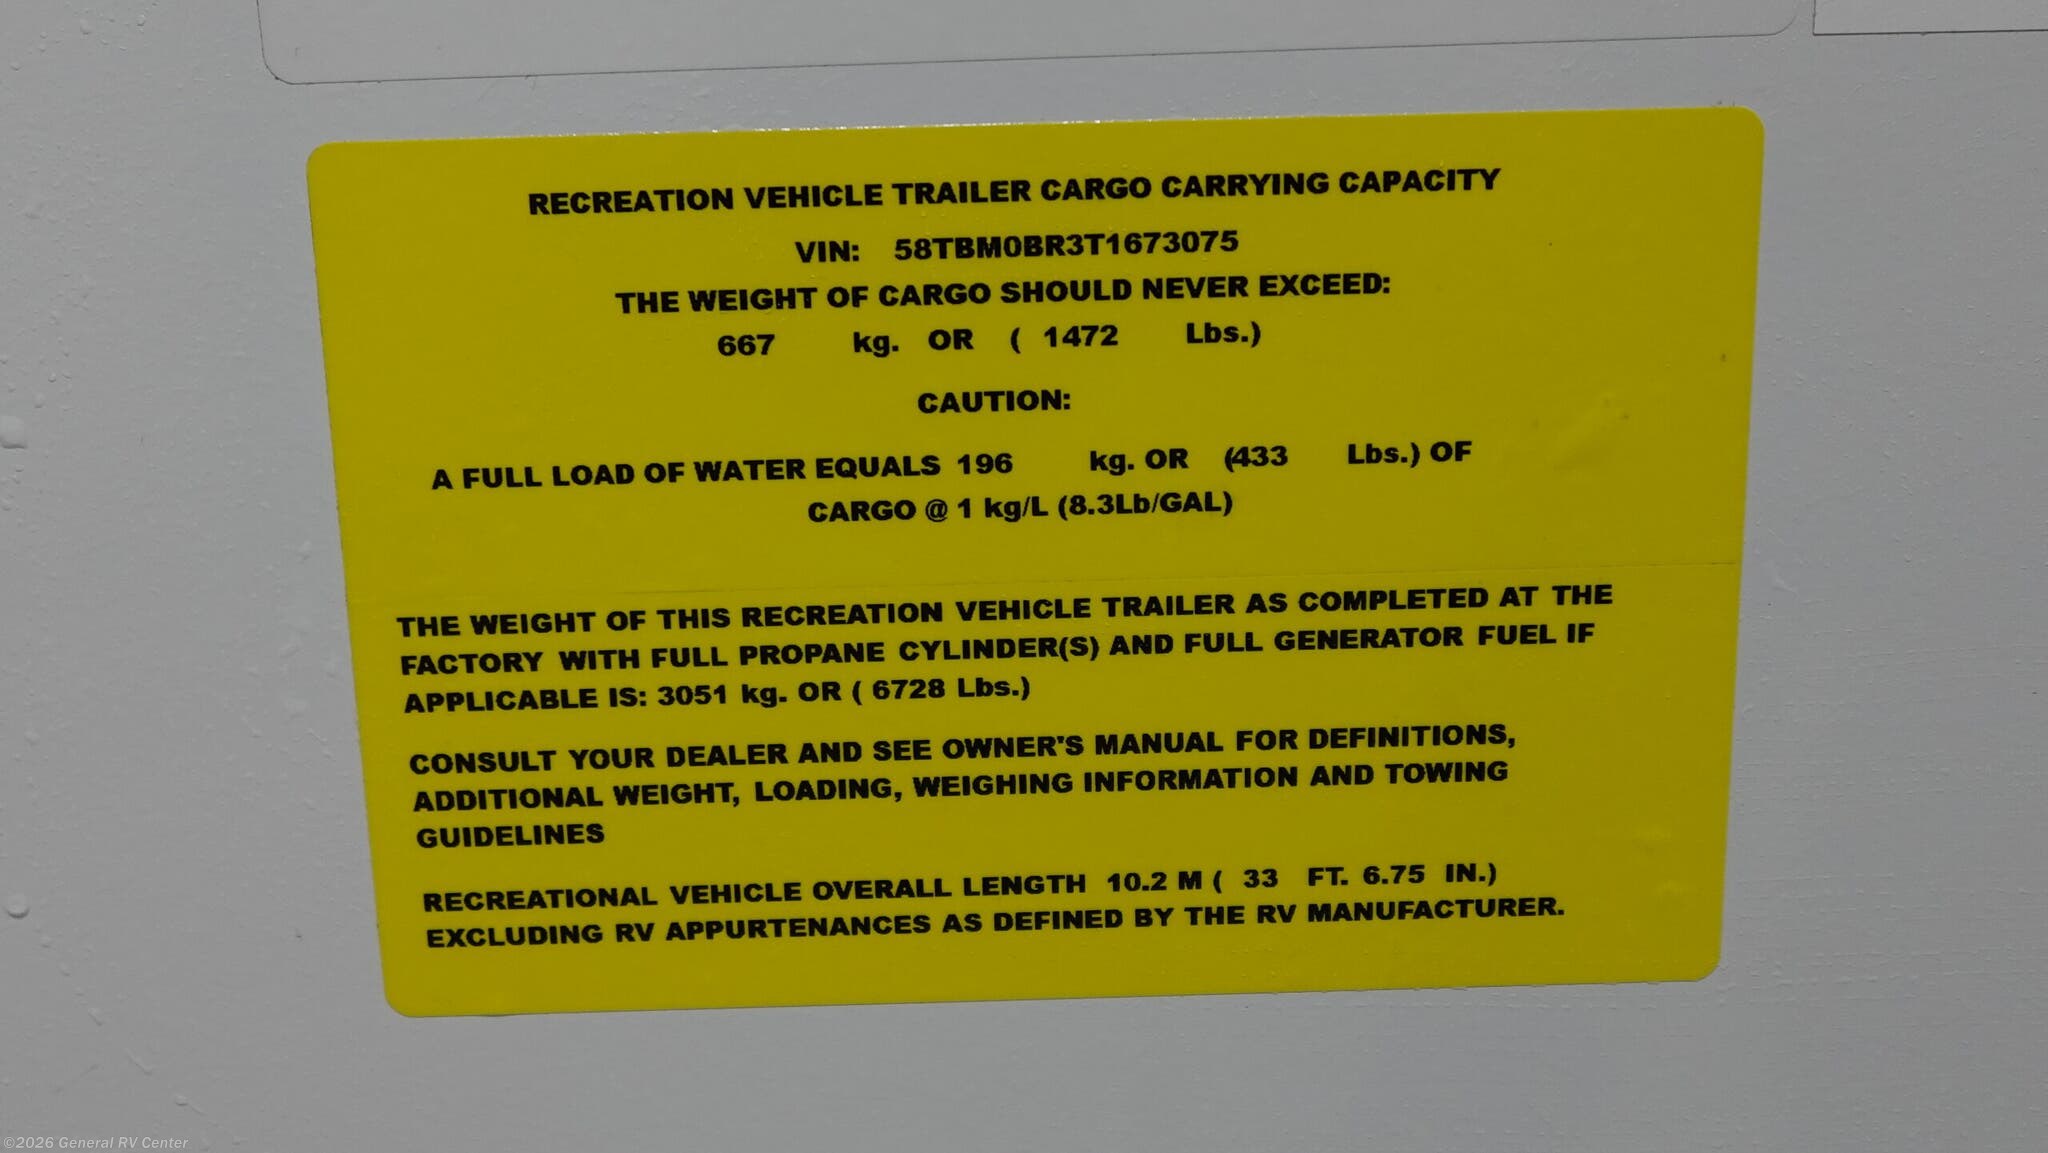 RECREATION VEHICLE TRAILER CARGO CARRYING CAPACITY
VIN: 58TBM0BR3T1673075
THE WEIGHT OF CARGO SHOULD NEVER EXCEED:
667 kg. OR ( 1472 Lbs.)
CAUTION:
A FULL LOAD OF WATER EQUALS 196 kg. OR (433 Lbs.) OF
CARGO @ 1 kg/L (8.3Lb/GAL)
THE WEIGHT OF THIS RECREATION VEHICLE TRAILER AS COMPLETED AT THE
FACTORY WITH FULL PROPANE CYLINDER(S) AND FULL GENERATOR FUEL IF
APPLICABLE IS: 3051 kg. OR ( 6728 Lbs.)
CONSULT YOUR DEALER AND SEE OWNER'S MANUAL FOR DEFINITIONS,
ADDITIONAL WEIGHT, LOADING, WEIGHING INFORMATION AND TOWING
GUIDELINES
RECREATIONAL VEHICLE OVERALL LENGTH 10.2 M ( 33 FT. 6.75 IN.)
EXCLUDING RV APPURTENANCES AS DEFINED BY THE RV MANUFACTURER.
©2026 General RV Center